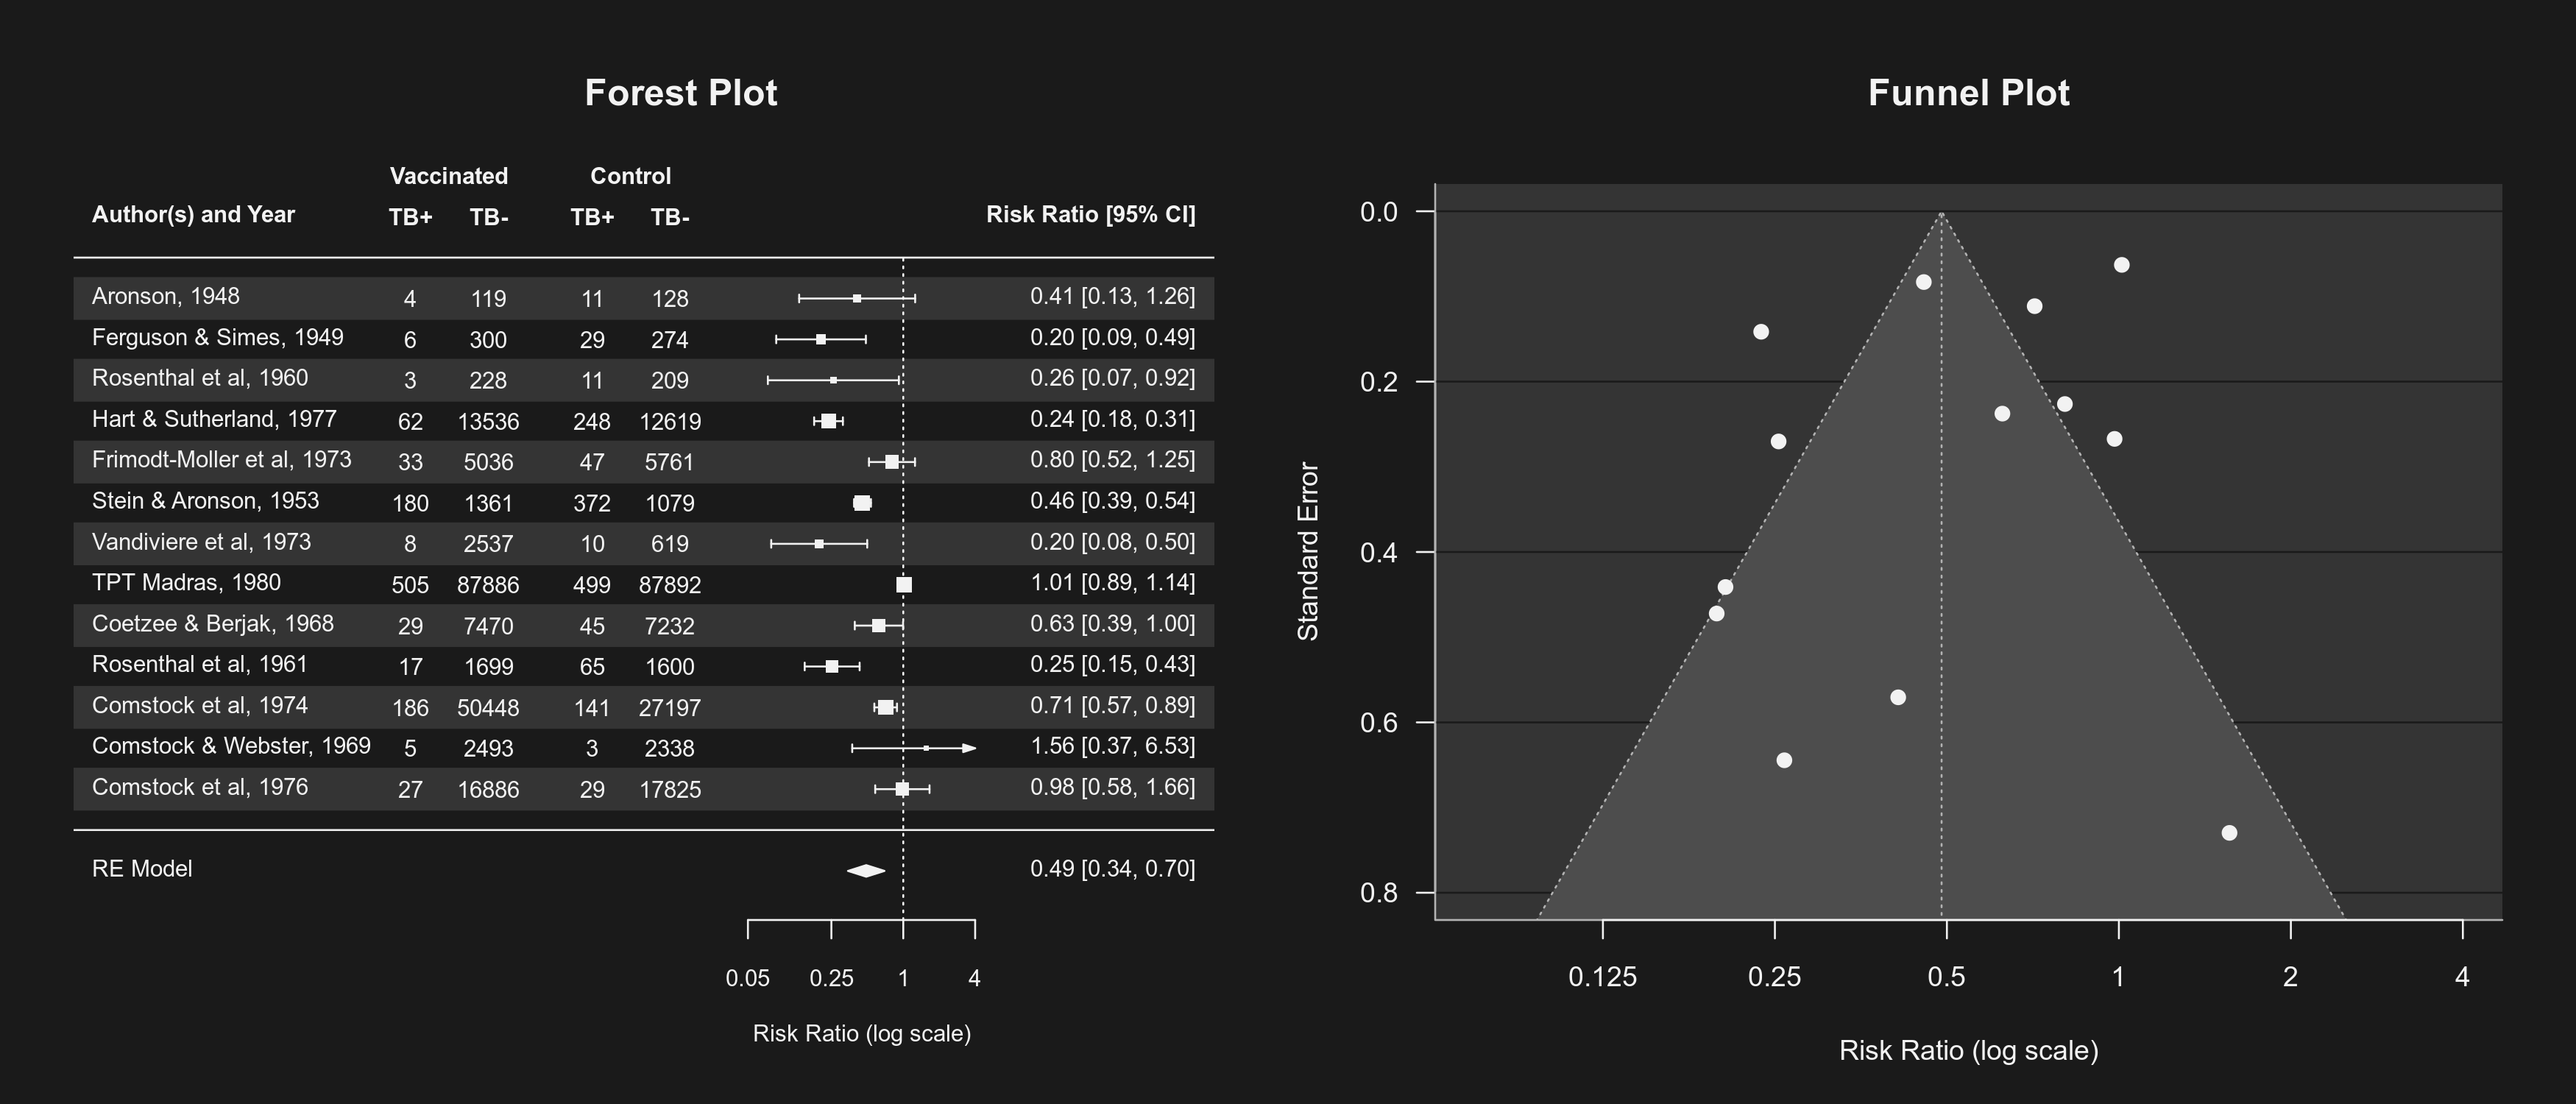 Forest Plot
Vaccinated Control
Author(s) and Year TB+ TB- TB+ TB- Risk Ratio [95% CI]
Aronson, 1948 4 119 11 128 0.41 [0.13, 1.26]
Ferguson & Simes, 1949 6 300 29 274 0.20 [0.09, 0.49]
Rosenthal et al, 1960 3 228 11 209 0.26 [0.07, 0.92]
Hart & Sutherland, 1977 62 13536 248 12619 0.24 [0.18, 0.31]
Frimodt-Moller et al, 1973 33 5036 47 5761 0.80 [0.52, 1.25]
Stein & Aronson, 1953 180 1361 372 1079 0.46 [0.39, 0.54]
Vandiviere et al, 1973 8 2537 10 619 0.20 [0.08, 0.50]
TPT Madras, 1980 505 87886 499 87892 1.01 [0.89, 1.14]
Coetzee & Berjak, 1968 29 7470 45 7232 0.63 [0.39, 1.00]
Rosenthal et al, 1961 17 1699 65 1600 0.25 [0.15, 0.43]
Comstock et al, 1974 186 50448 141 27197 0.71 [0.57, 0.89]
Comstock & Webster, 1969 5 2493 3 2338 1.56 [0.37, 6.53]
Comstock et al, 1976 27 16886 29 17825 0.98 [0.58, 1.66]
RE Model 0.49 [0.34, 0.70]
0.05 0.25 1 4
Risk Ratio (log scale)
Funnel Plot
Standard Error
0.0
0.2
0.4
0.6
0.8
0.125 0.25 0.5 1 2 4
Risk Ratio (log scale)